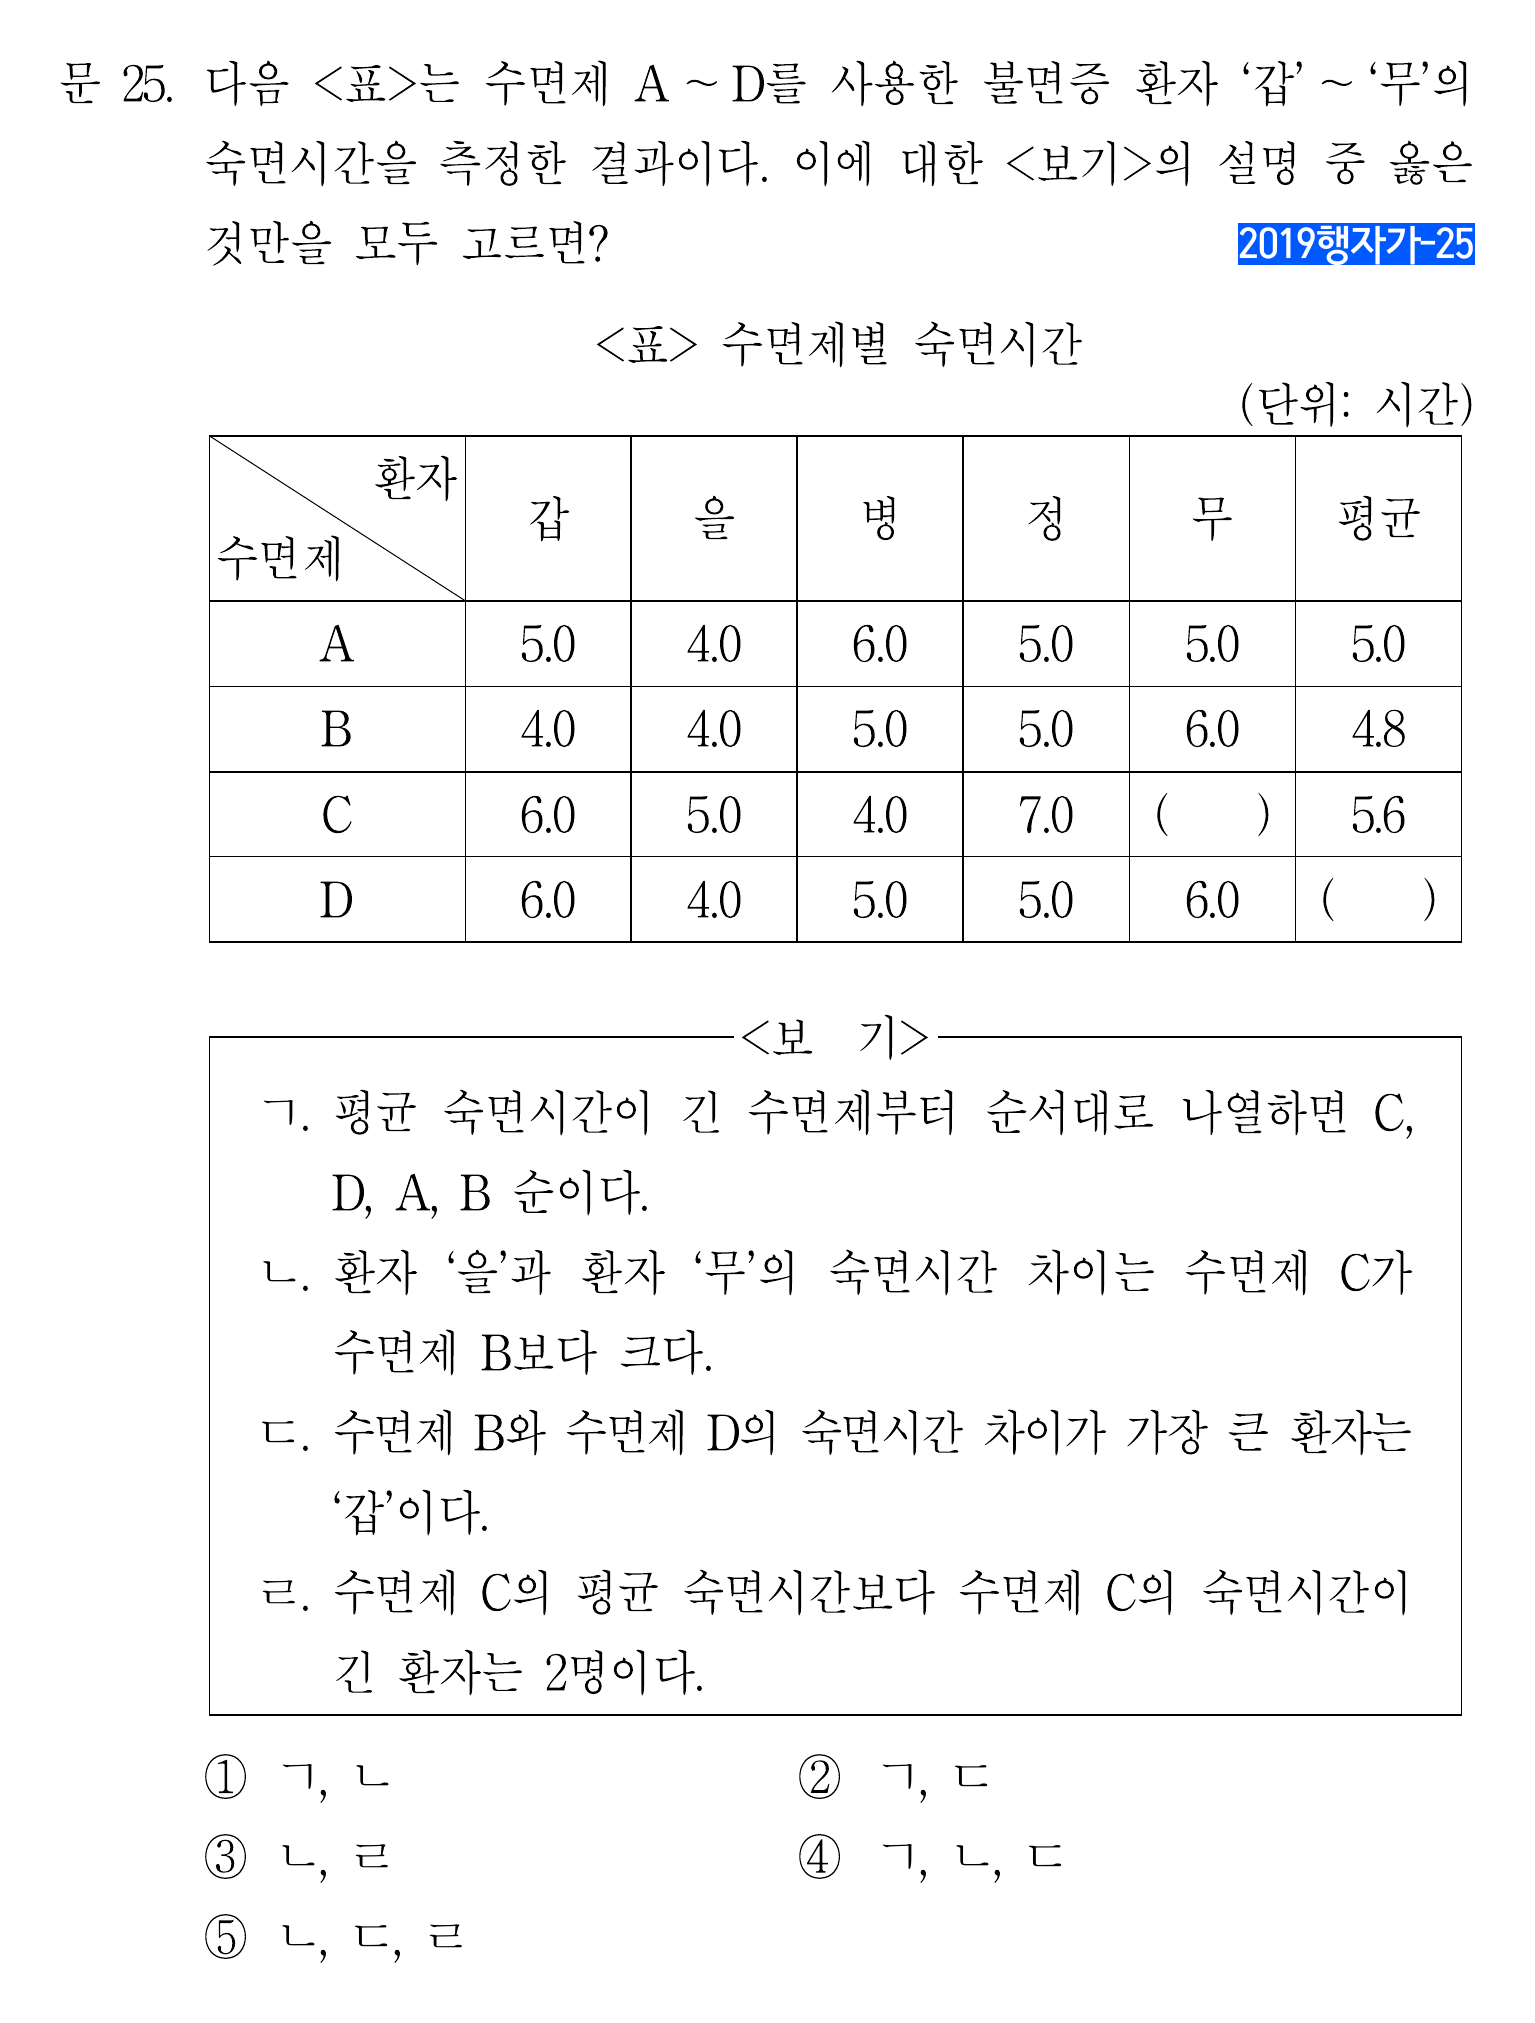 문 25. 다음 <표>는 수면제 A ~ D를 사용한 불면증 환자 ‘갑’ ~ ‘무’의
숙면시간을 측정한 결과이다. 이에 대한 <보기>의 설명 중 옳은
것만을 모두 고르면?
2019행자가-25
<표> 수면제별 숙면시간
(단위: 시간)
환자
수면제 갑 을 병 정 무 평균
A 5.0 4.0 6.0 5.0 5.0 5.0
B 4.0 4.0 5.0 5.0 6.0 4.8
C 6.0 5.0 4.0 7.0 ( ) 5.6
D 6.0 4.0 5.0 5.0 6.0 ( )
<보 기>
ㄱ. 평균 숙면시간이 긴 수면제부터 순서대로 나열하면 C,
D, A, B 순이다.
ㄴ. 환자 ‘을’과 환자 ‘무’의 숙면시간 차이는 수면제 C가
수면제 B보다 크다.
ㄷ. 수면제 B와 수면제 D의 숙면시간 차이가 가장 큰 환자는
‘갑’이다.
ㄹ. 수면제 C의 평균 숙면시간보다 수면제 C의 숙면시간이
긴 환자는 2명이다.
① ㄱ, ㄴ ② ㄱ, ㄷ
③ ㄴ, ㄹ ④ ㄱ, ㄴ, ㄷ
⑤ ㄴ, ㄷ, ㄹ